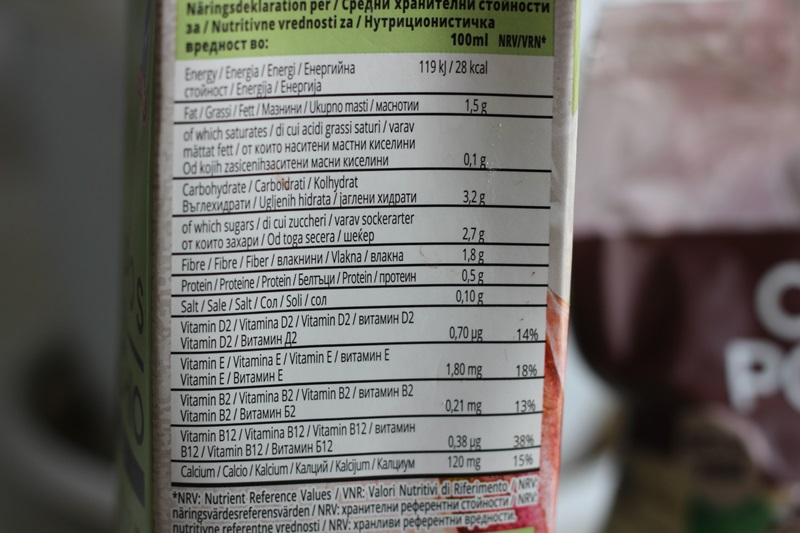 Näringsdeklaration per / Средни хранителни стойности
за / Nutritivne vrednosti za / Нутриционистичка
вредност во: 100ml NRV/VRN*
Energy / Energia / Energi / Енергийна 119 kJ / 28 kcal
стойност / Energija / Енергија
Fat / Grassi / Fett / Мазнини / Ukupno masti / маснотии 1,5 g
of which saturates / di cui acidi grassi saturi / varav
mättat fett / от които наситени мастни киселини
Od kojih zasicenihзаситени масни киселини 0,1 g
Carbohydrate / Carboidrati / Kolhydrat
Въглехидрати / Ugljenih hidrata / јаглени хидрати 3,2 g
of which sugars / di cui zuccheri / varav sockerarter
от които захари / Od toga secera / шеќер 2,7 g
Fibre / Fibre / Fiber / влакнини / Vlakna / влакна 1,8 g
Protein / Proteine / Protein / Белтъци / Protein / протеин 0,5 g
Salt / Sale / Salt / Сол / Soli / сол 0,10 g
Vitamin D2 / Vitamina D2 / Vitamin D2 / витамин D2
Vitamin D2 / Витамин Д2 0,70 µg 14%
Vitamin E / Vitamina E / Vitamin E / витамин E
Vitamin E / Витамин Е 1,80 mg 18%
Vitamin B2 / Vitamina B2 / Vitamin B2 / витамин B2
Vitamin B2 / Витамин Б2 0,21 mg 13%
Vitamin B12 / Vitamina B12 / Vitamin B12 / витамин
B12 / Vitamin B12 / Витамин Б12 0,38 µg 38%
Calcium / Calcio / Kalcium / Калций / Kalcijum / Калциум 120 mg 15%
*NRV: Nutrient Reference Values / VNR: Valori Nutritivi di Riferimento / NRV:
näringsvärdesreferensvärden / NRV: хранителни референтни стойности / NRV:
nutritivne referentne vrednosti / NRV: хранливи референтни вредности.